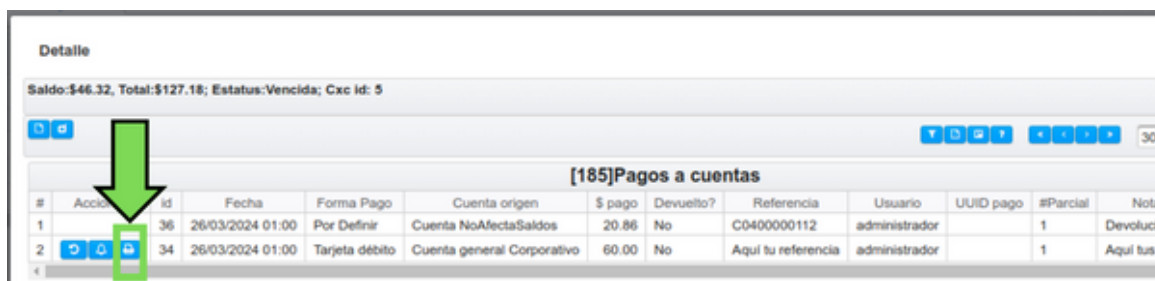 Detalle
Saldo:$46.32, Total:$127.18; Estatus:Vencida; Cxc id: 5
30
[185]Pagos a cuentas
# id Fecha Forma Pago Cuenta origen $ pago Devuelto? Referencia Usuario UUID pago #Parcial
1 36 26/03/2024 01:00 Por Definir Cuenta NoAfectaSaldos 20.86 No C0400000112 administrador 1
2 34 26/03/2024 01:00 Tarjeta débito Cuenta general Corporativo 60.00 No Aquí tu referencia administrador 1 Aquí tus